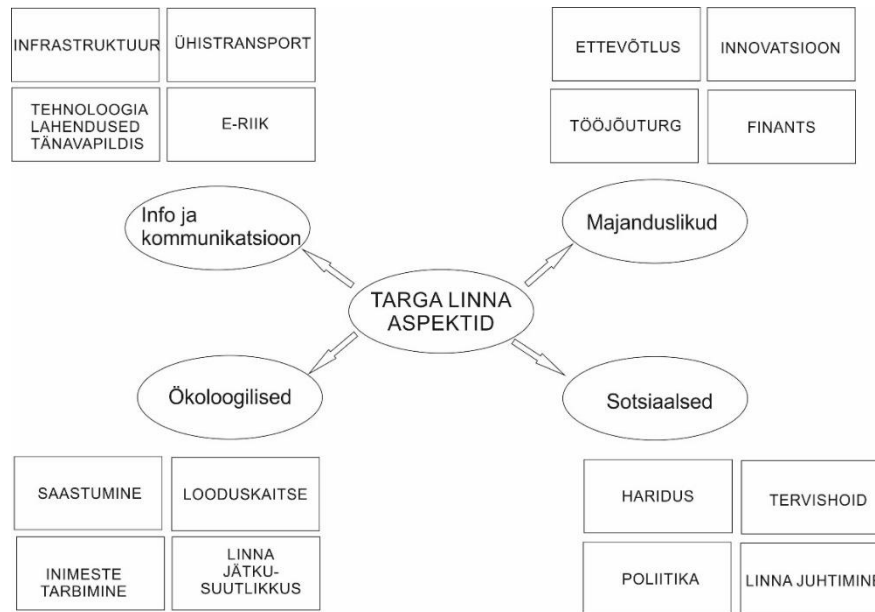 INFRASTRUKTUUR
ÜHISTRANSPORT
TEHNOLOOGIA
LAHENDUSED
TÄNAVAPILDIS
E-RIIK
ETTEVÕTLUS
INNOVATSIOON
TÖÖJÕUTURG
FINANTS
Info ja
kommunikatsioon
Majanduslikud
TARGA LINNA
ASPEKTID
Ökoloogilised
Sotsiaalsed
SAASTUMINE
LOODUSKAITSE
INIMESTE
TARBIMINE
LINNA
JÄTKU-
SUUTLIKKUS
HARIDUS
TERVISHOID
POLIITIKA
LINNA JUHTIMINE